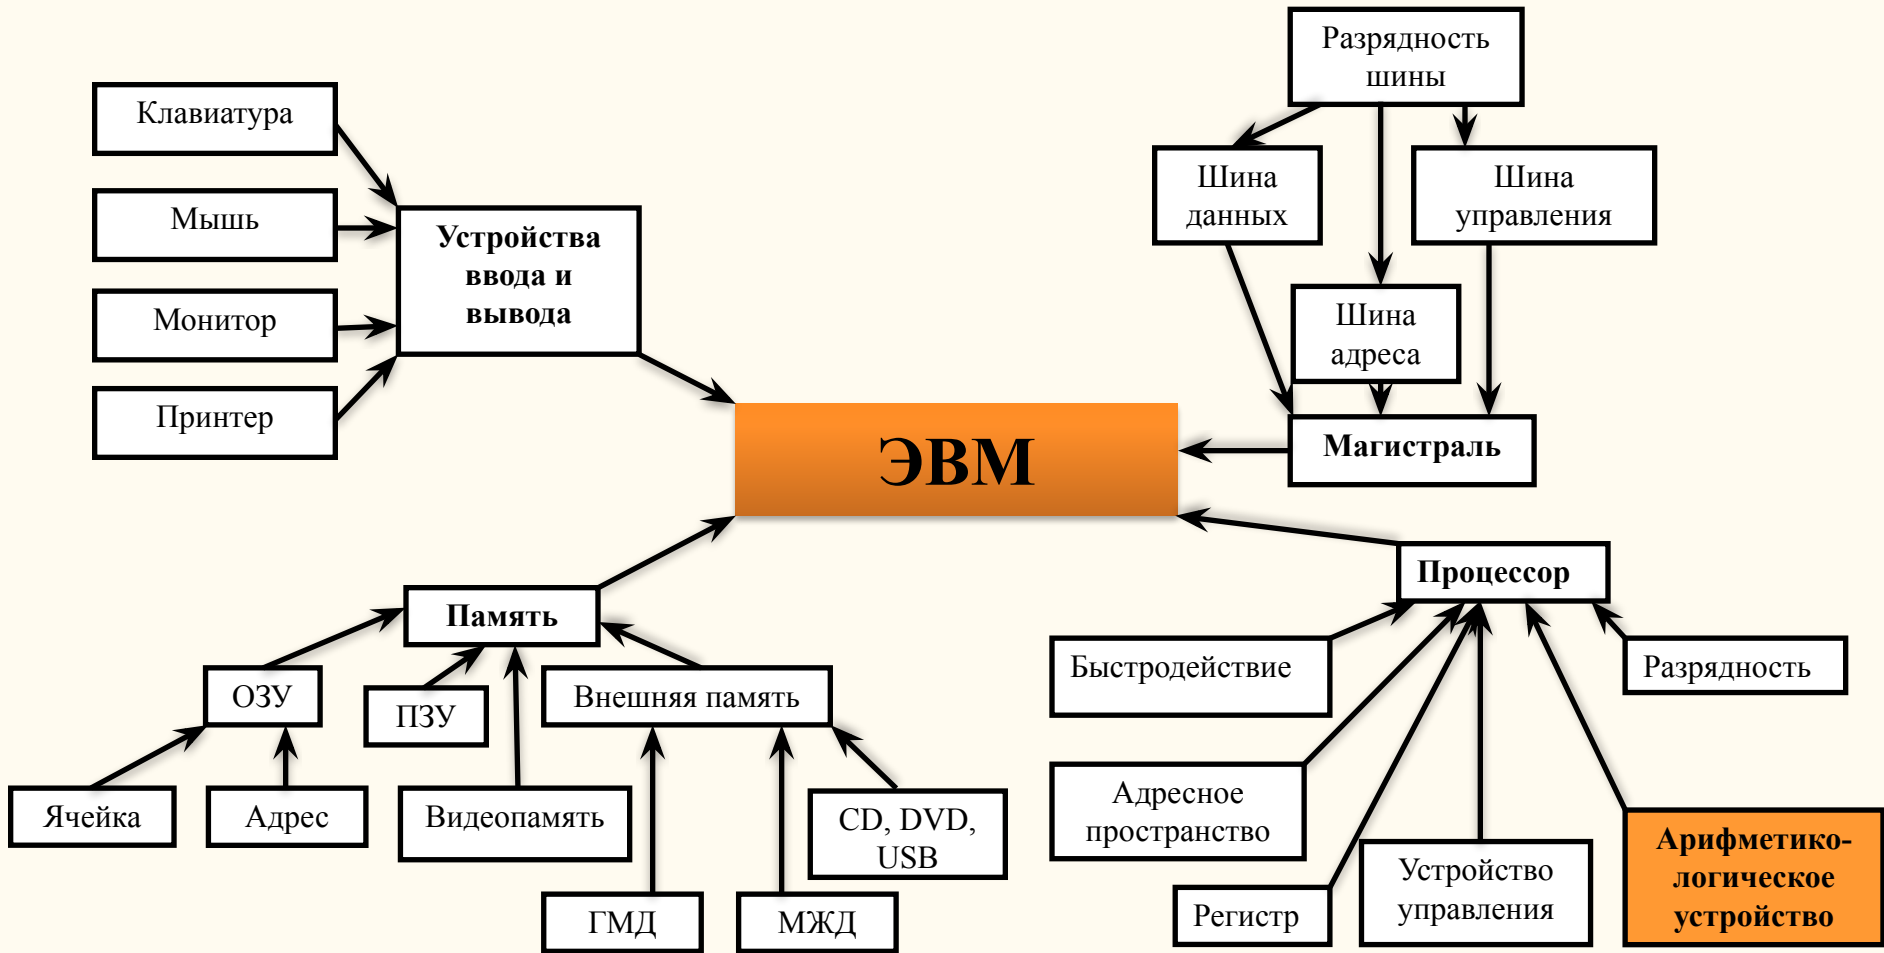 Разрядность
шины
Клавиатура
Шина
данных
Шина
управления
Мышь
Устройства
ввода и
вывода
Монитор
Шина
адреса
Принтер
ЭВМ
Магистраль
Процессор
Память
Быстродействие
Разрядность
ОЗУ
ПЗУ
Внешняя память
Адресное
пространство
Ячейка
Адрес
Видеопамять
CD, DVD,
USB
Устройство
управления
Арифметико-
логическое
устройство
ГМД
МЖД
Регистр